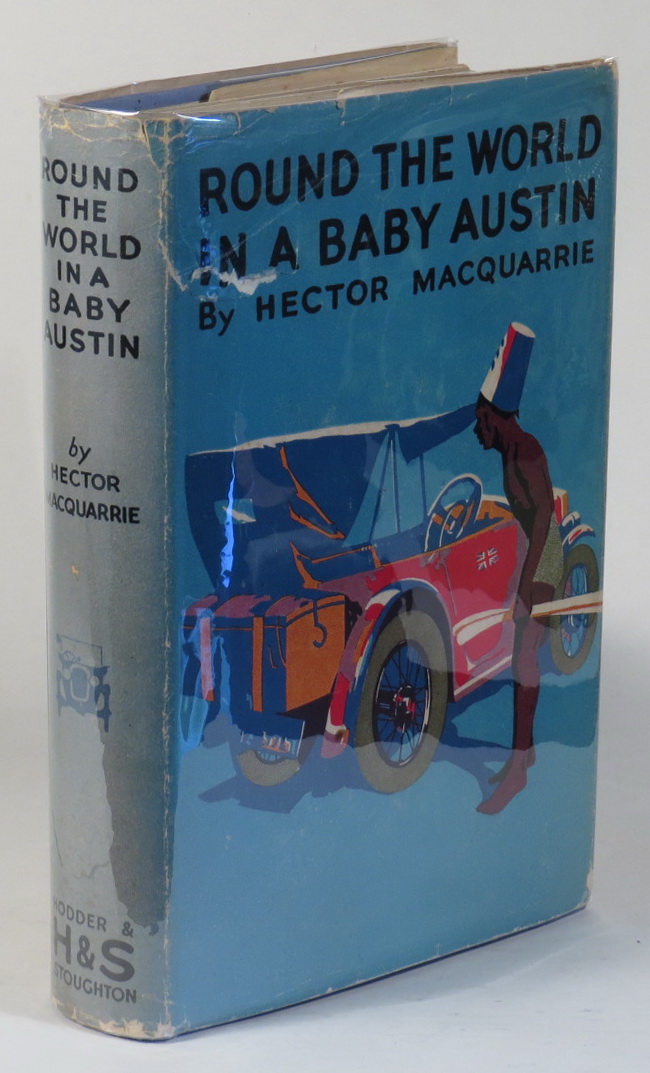 ROUND
THE
WORLD
IN A
BABY
AUSTIN
by
HECTOR
MACQUARRIE
HODDER &
H&S
STOUGHTON
ROUND THE WORLD
IN A BABY AUSTIN
By HECTOR MACQUARRIE